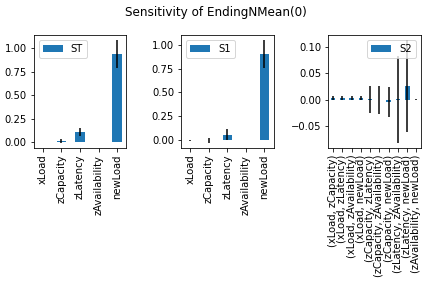 Sensitivity of EndingNMean(0)
1.00
0.75
0.50
0.25
0.00
ST
xLoad
zCapacity
zLatency
zAvailability
newLoad
1.00
0.75
0.50
0.25
0.00
S1
xLoad
zCapacity
zLatency
zAvailability
newLoad
0.10
0.05
0.00
−0.05
S2
(xLoad, zCapacity)
(xLoad, zLatency)
(xLoad, zAvailability)
(xLoad, newLoad)
(zCapacity, zLatency)
(zCapacity, zAvailability)
(zCapacity, newLoad)
(zLatency, zAvailability)
(zLatency, newLoad)
(zAvailability, newLoad)